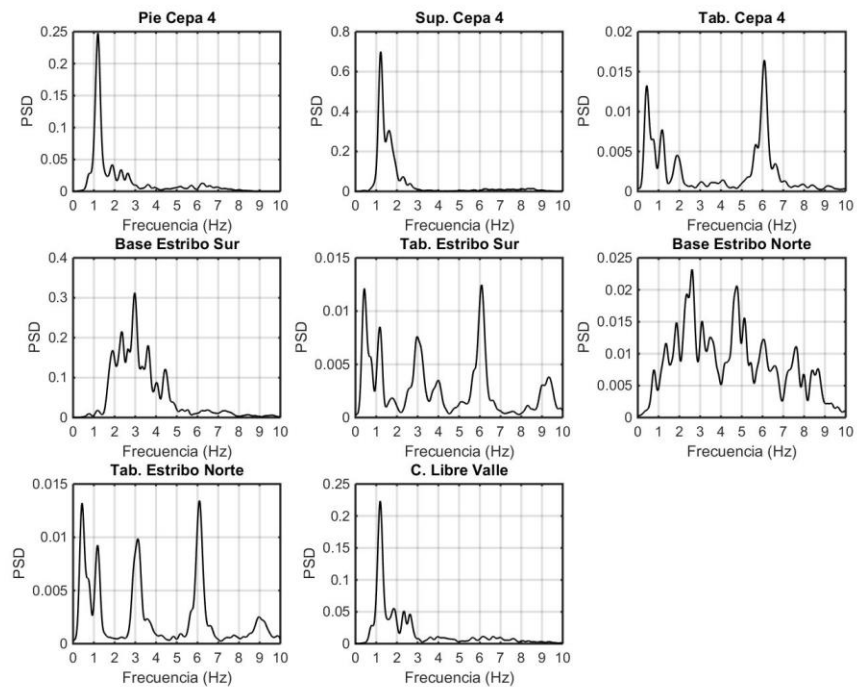 Pie Cepa 4
0.25
0.2
0.15
0.1
0.05
0
PSD
0 1 2 3 4 5 6 7 8 9 10
Frecuencia (Hz)
Sup. Cepa 4
0.8
0.6
0.4
0.2
0
PSD
0 1 2 3 4 5 6 7 8 9 10
Frecuencia (Hz)
Tab. Cepa 4
0.02
0.015
0.01
0.005
0
PSD
0 1 2 3 4 5 6 7 8 9 10
Frecuencia (Hz)
Base Estribo Sur
0.4
0.3
0.2
0.1
0
PSD
0 1 2 3 4 5 6 7 8 9 10
Frecuencia (Hz)
Tab. Estribo Sur
0.015
0.01
0.005
0
PSD
0 1 2 3 4 5 6 7 8 9 10
Frecuencia (Hz)
Base Estribo Norte
0.025
0.02
0.015
0.01
0.005
0
PSD
0 1 2 3 4 5 6 7 8 9 10
Frecuencia (Hz)
Tab. Estribo Norte
0.015
0.01
0.005
0
PSD
0 1 2 3 4 5 6 7 8 9 10
Frecuencia (Hz)
C. Libre Valle
0.25
0.2
0.15
0.1
0.05
0
PSD
0 1 2 3 4 5 6 7 8 9 10
Frecuencia (Hz)